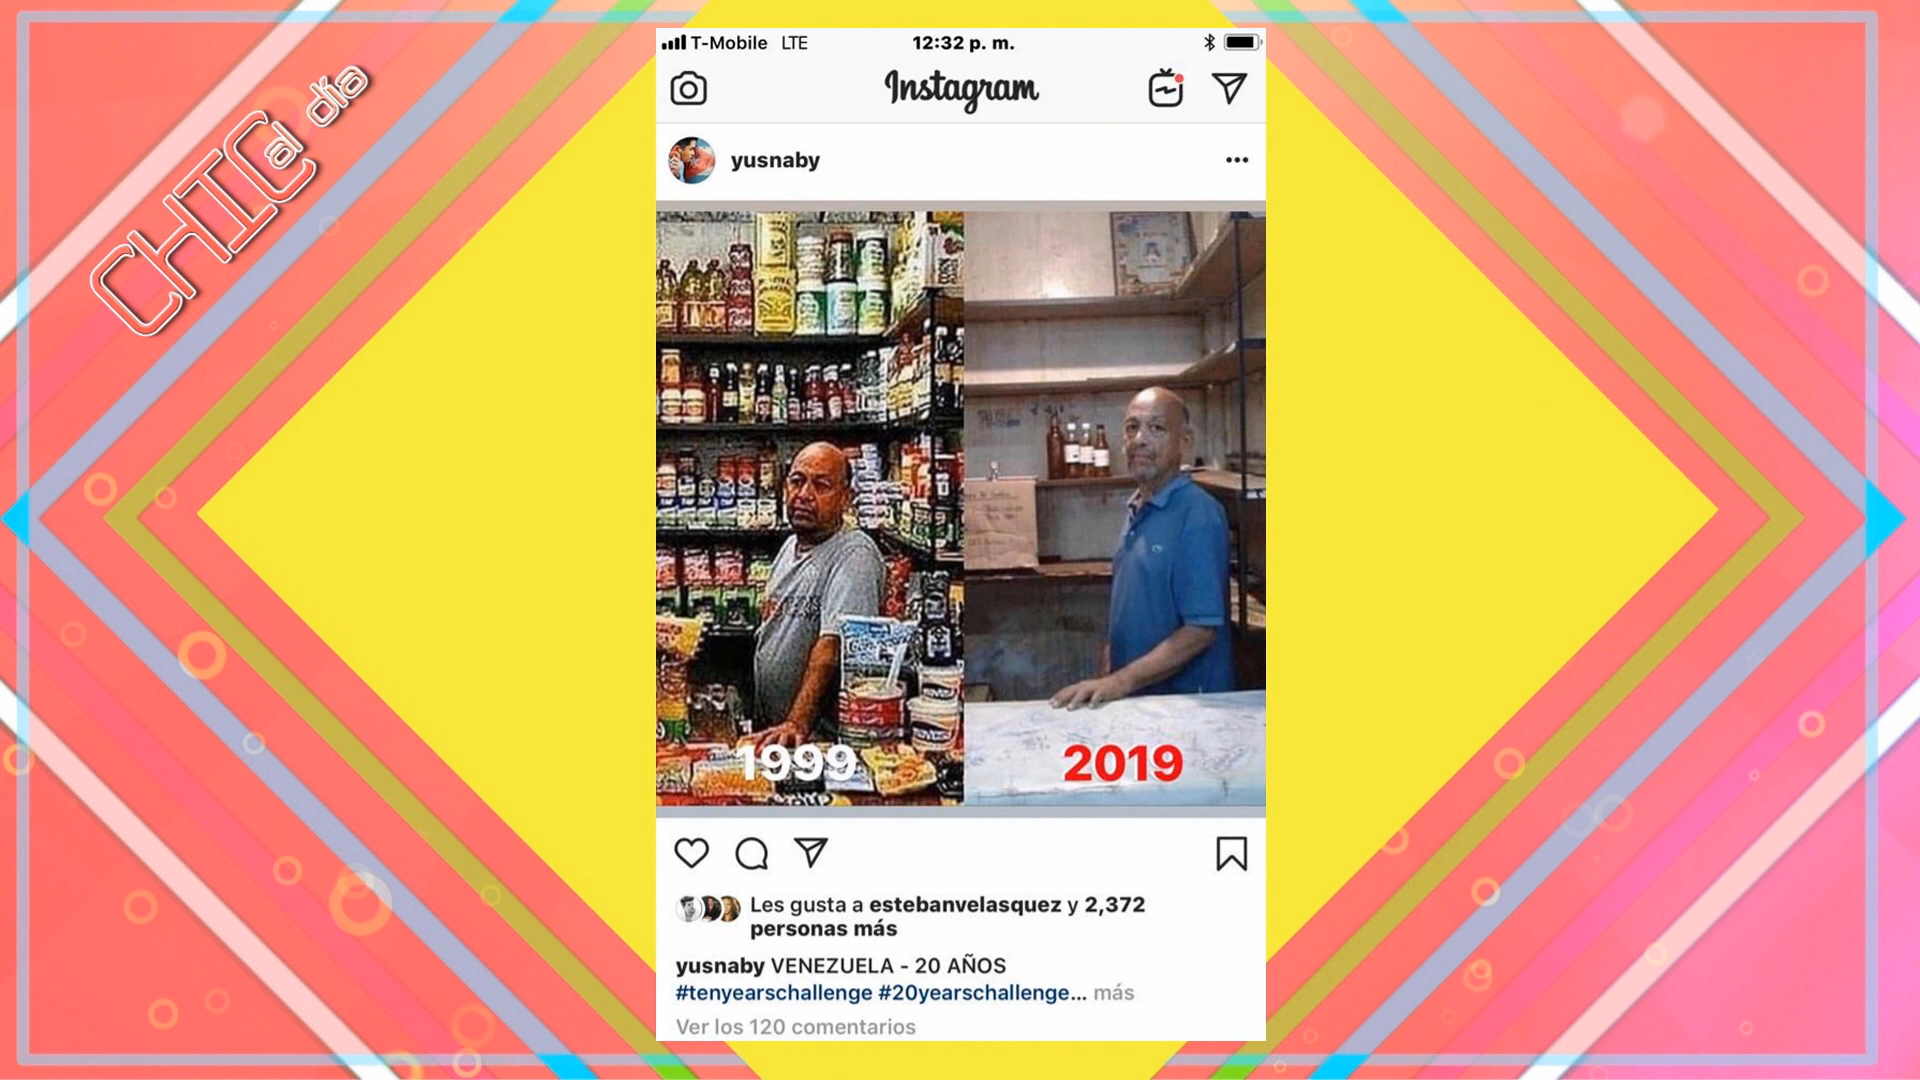 CHIC al día
T-Mobile LTE 12:32 p. m.
Instagram
yusnaby
1999
2019
Les gusta a estebanvelasquez y 2,372
personas más
yusnaby VENEZUELA - 20 AÑOS
#tenyearschallenge #20yearschallenge... más
Ver los 120 comentarios